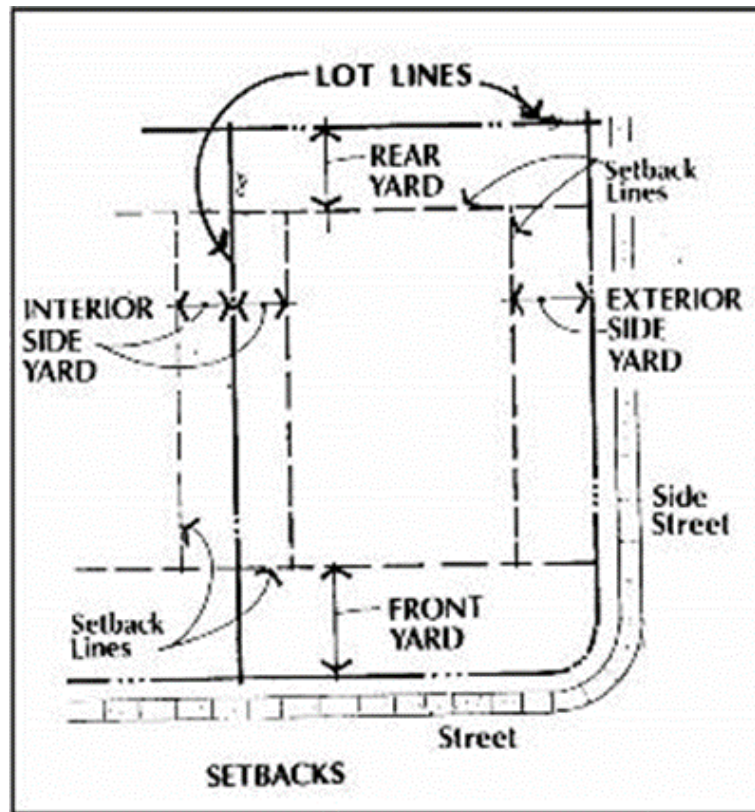 LOT LINES
REAR
YARD
Setback
Lines
INTERIOR
SIDE
YARD
EXTERIOR
SIDE
YARD
Side
Street
Setback
Lines
FRONT
YARD
Street
SETBACKS